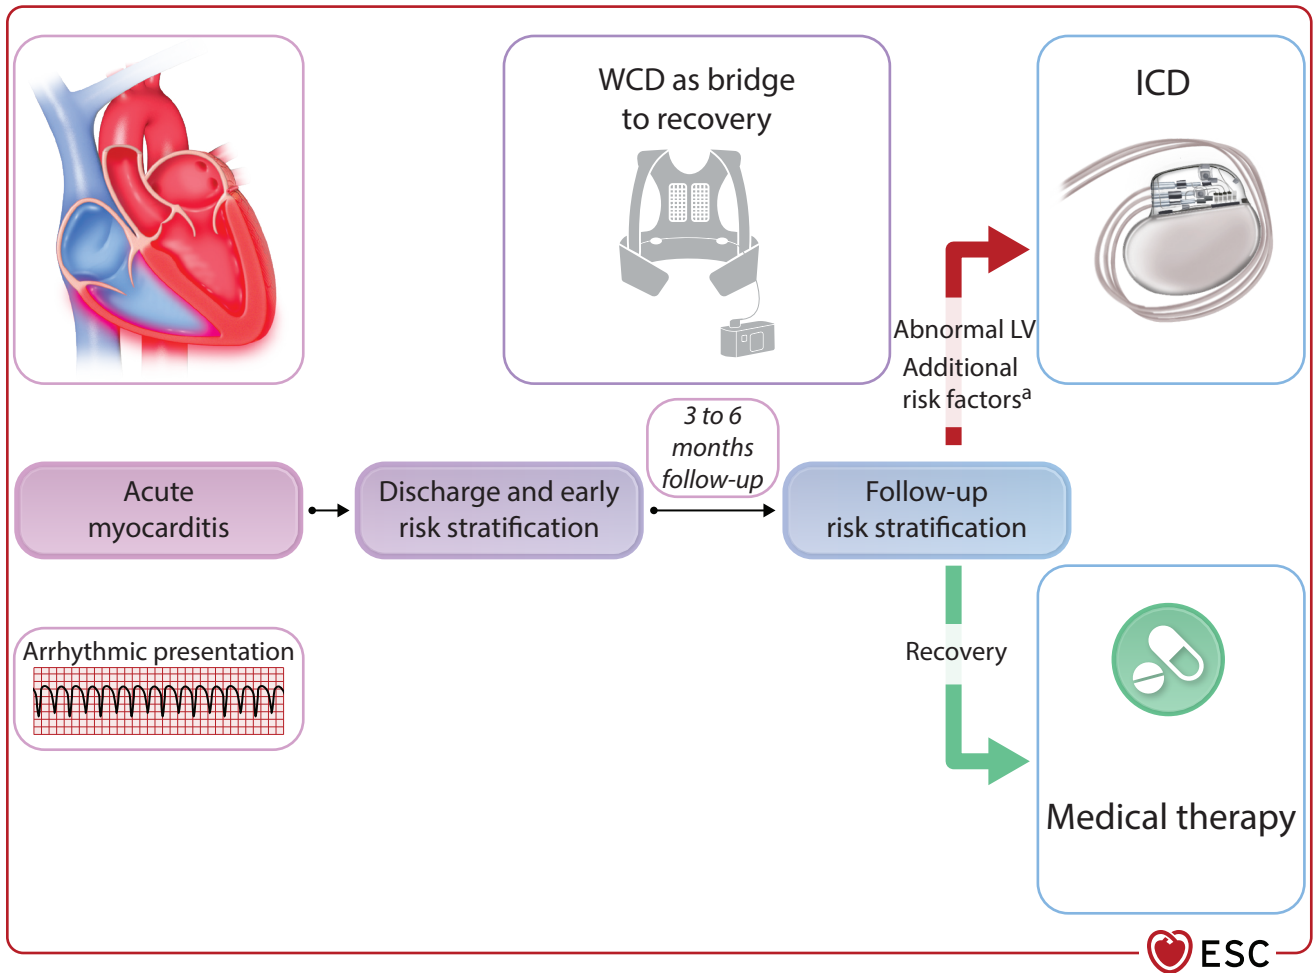 WCD as bridge
to recovery
ICD
Abnormal LV
Additional
risk factorsᵃ
3 to 6
months
follow-up
Acute
myocarditis
Discharge and early
risk stratification
Follow-up
risk stratification
Arrhythmic presentation
Recovery
Medical therapy
ESC